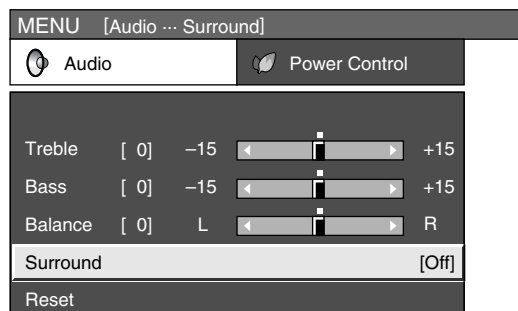 MENU [Audio ··· Surround]
Audio Power Control
Treble [ 0] –15 +15
Bass [ 0] –15 +15
Balance [ 0] L R
Surround [Off]
Reset